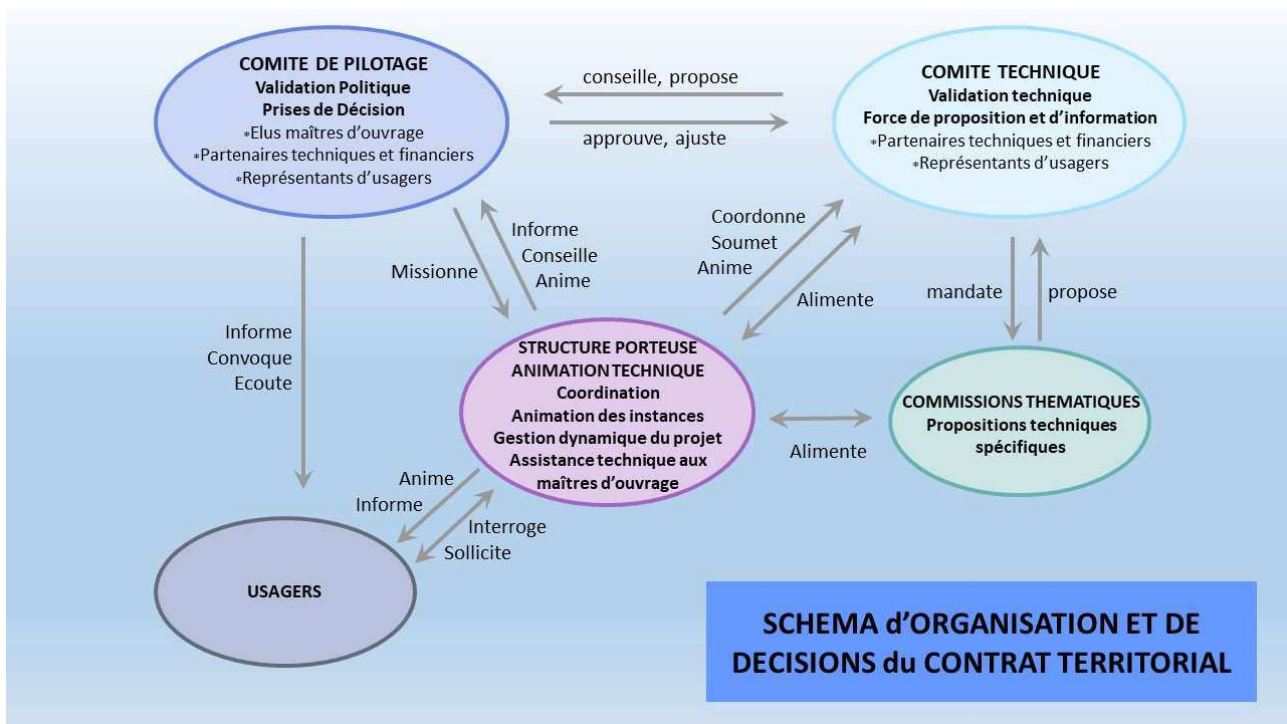 COMITE DE PILOTAGE
Validation Politique
Prises de Décision
*Elus maîtres d'ouvrage
*Partenaires techniques et financiers
*Représentants d'usagers
conseille, propose
approuve, ajuste
COMITE TECHNIQUE
Validation technique
Force de proposition et d'information
*Partenaires techniques et financiers
*Représentants d'usagers
Missionne
Informe
Conseille
Anime
Coordonne
Soumet
Anime
Alimente
mandate
propose
Informe
Convoque
Ecoute
STRUCTURE PORTEUSE
ANIMATION TECHNIQUE
Coordination
Animation des instances
Gestion dynamique du projet
Assistance technique aux
maîtres d'ouvrage
Alimente
COMMISSIONS THEMATIQUES
Propositions techniques
spécifiques
Anime
Informe
Interroge
Sollicite
USAGERS
SCHEMA d'ORGANISATION ET DE
DECISIONS du CONTRAT TERRITORIAL